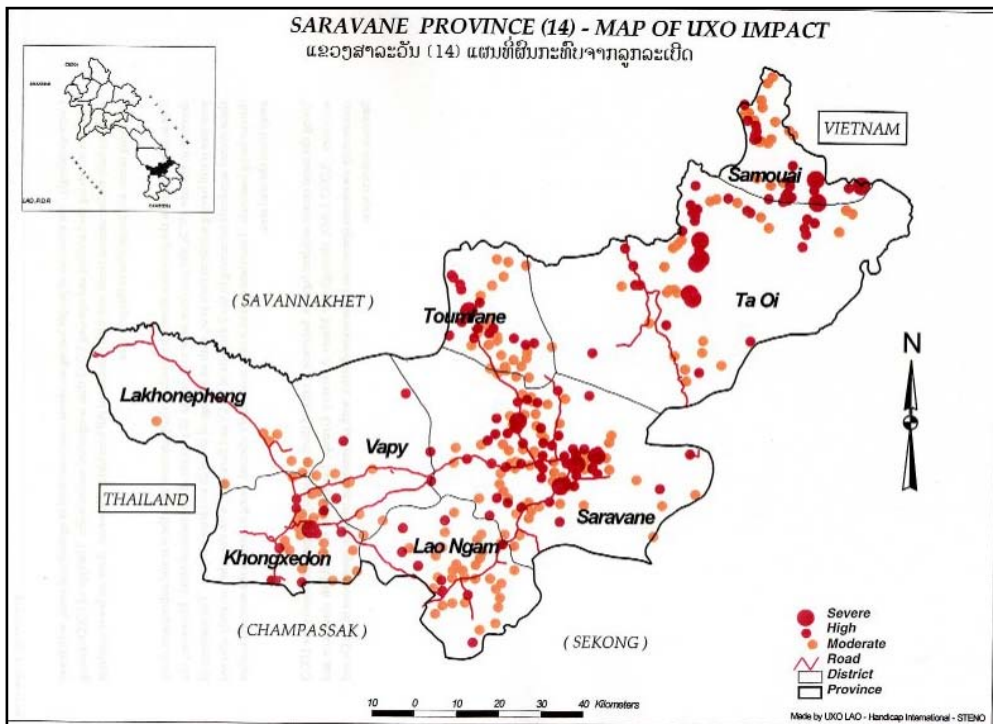 SARAVANE PROVINCE (14) - MAP OF UXO IMPACT
ແຂວງສາລະວັນ (14) ແຜນທີ່ຜົນກະທົບຈາກລູກລະເບີດ
LAO P.D.R
VIETNAM
Samouai
( SAVANNAKHET )
Toumlane
Ta Oi
N
Lakhonepheng
Vapy
THAILAND
Saravane
Khongxedon
Lao Ngam
( CHAMPASSAK )
( SEKONG )
Severe
High
Moderate
Road
District
Province
10 0 10 20 30 40 Kilometers
Made by UXO LAO - Handicap International - STENO